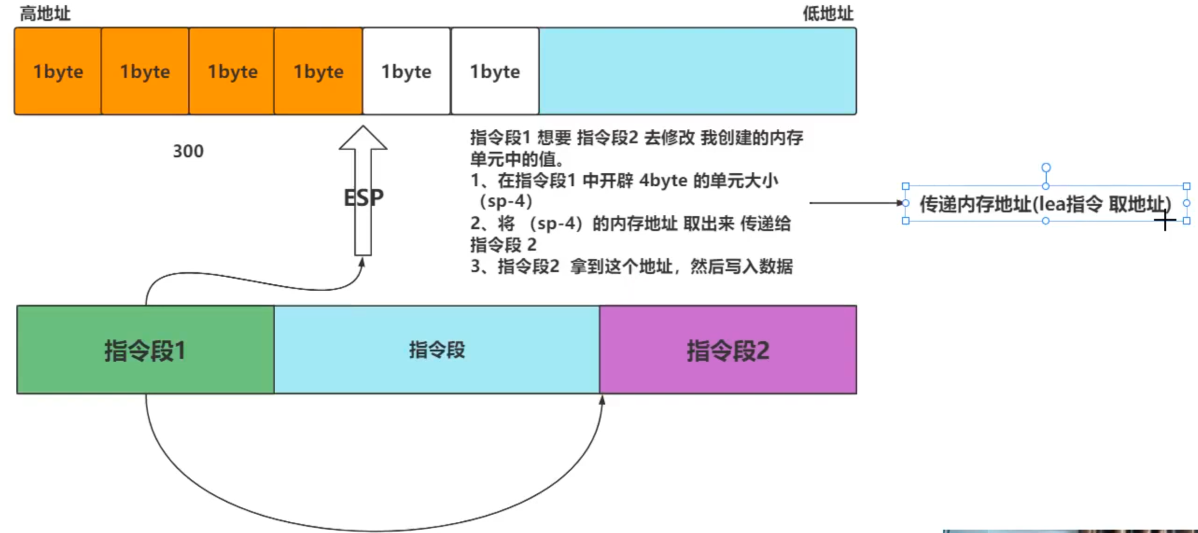 高地址
低地址
1byte
1byte
1byte
1byte
1byte
1byte
300
ESP
指令段1 想要 指令段2 去修改 我创建的内存
单元中的值。
1、在指令段1 中开辟 4byte 的单元大小
（sp-4）
2、将 （sp-4）的内存地址 取出来 传递给
指令段 2
3、指令段2 拿到这个地址，然后写入数据
传递内存地址(lea指令 取地址)
指令段1
指令段
指令段2